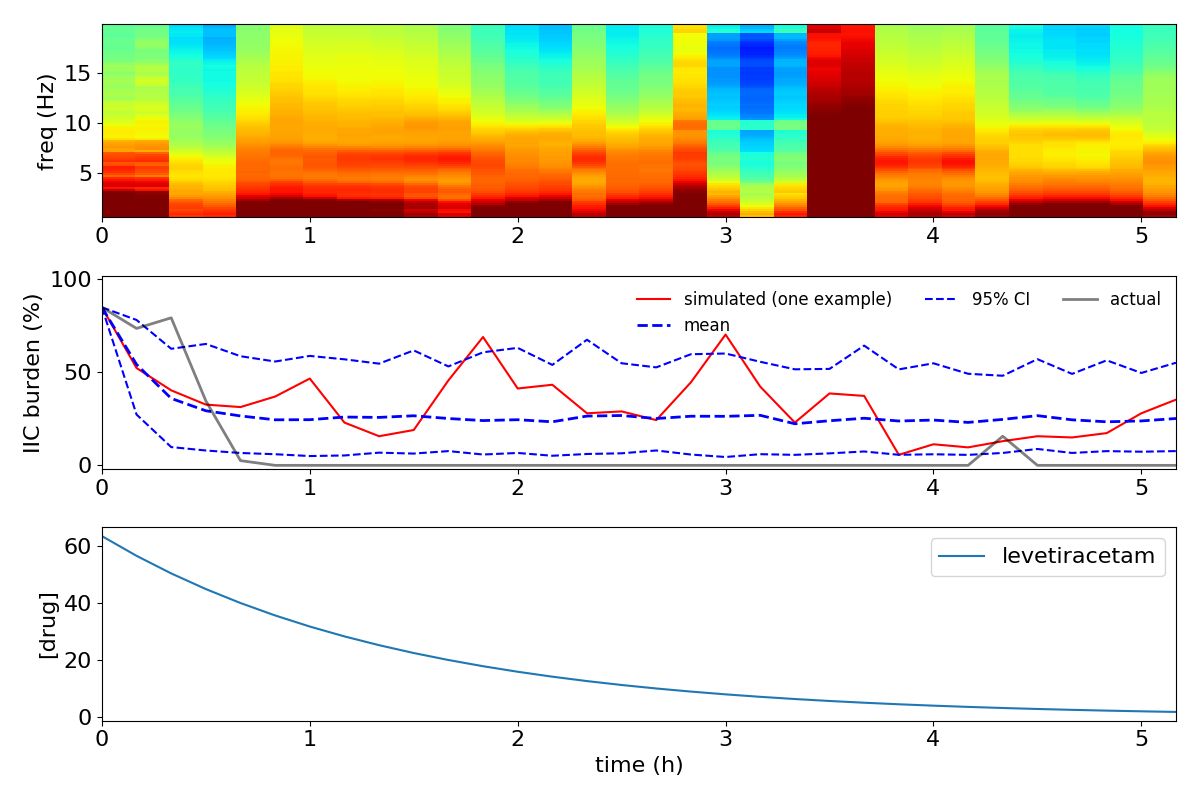 freq (Hz)
15
10
5
0 1 2 3 4 5
IIC burden (%)
100
50
0
simulated (one example)
mean
95% CI
actual
0 1 2 3 4 5
[drug]
60
40
20
0
levetiracetam
0 1 2 3 4 5
time (h)